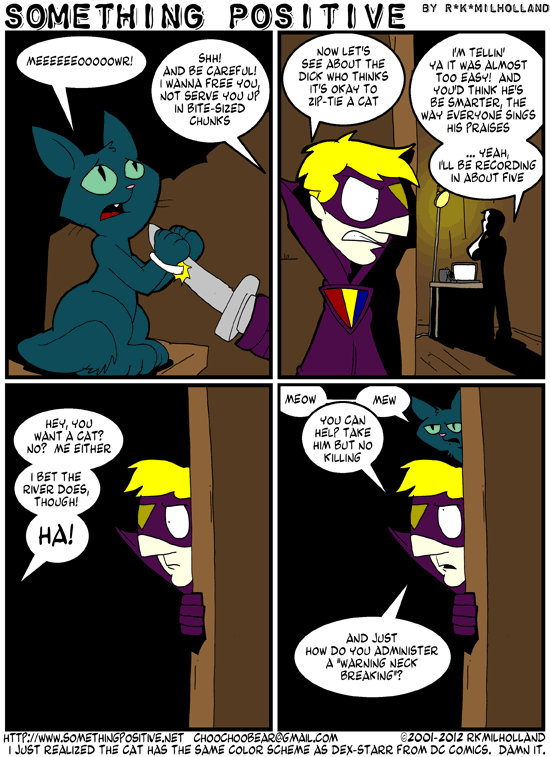 SOMETHING POSITIVE BY R*K*MILHOLLAND
MEEEEEEOOOOOWR!
SHH!
AND BE CAREFUL!
I WANNA FREE YOU,
NOT SERVE YOU UP
IN BITE-SIZED
CHUNKS
NOW LET'S
SEE ABOUT THE
DICK WHO THINKS
IT'S OKAY TO
ZIP-TIE A CAT
I'M TELLIN'
YA IT WAS ALMOST
TOO EASY! AND
YOU'D THINK HE'S
BE SMARTER, THE
WAY EVERYONE SINGS
HIS PRAISES
... YEAH,
I'LL BE RECORDING
IN ABOUT FIVE
HEY, YOU
WANT A CAT?
NO? ME EITHER
I BET THE
RIVER DOES,
THOUGH!
HA!
MEOW
MEW
YOU CAN
HELP TAKE
HIM BUT NO
KILLING
AND JUST
HOW DO YOU ADMINISTER
A "WARNING NECK
BREAKING"?
HTTP://WWW.SOMETHINGPOSITIVE.NET CHOOCHOOBEAR@GMAIL.COM ©2001-2012 RKMILHOLLAND
I JUST REALIZED THE CAT HAS THE SAME COLOR SCHEME AS DEX-STARR FROM DC COMICS. DAMN IT.